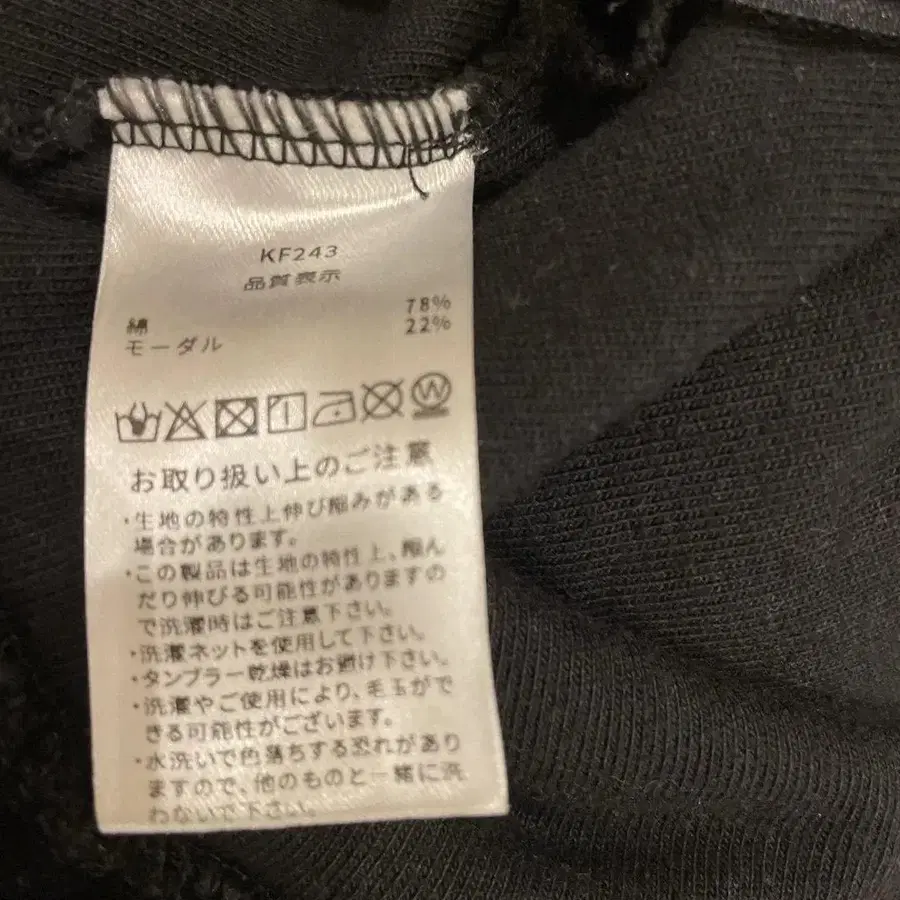 KF243
品質表示
綿 78%
モーダル 22%
お取り扱い上のご注意
・生地の特性上伸び縮みがある
場合があります。
・この製品は生地の特性上、縮ん
だり伸びる可能性がありますの
で洗濯時はご注意下さい。
・洗濯ネットを使用して下さい。
・タンブラー乾燥はお避け下さい。
・洗濯やご使用により、毛玉がで
きる可能性がございます。
・水洗いで色落ちする恐れがあり
ますので、他のものと一緒に洗
わないで下さい。